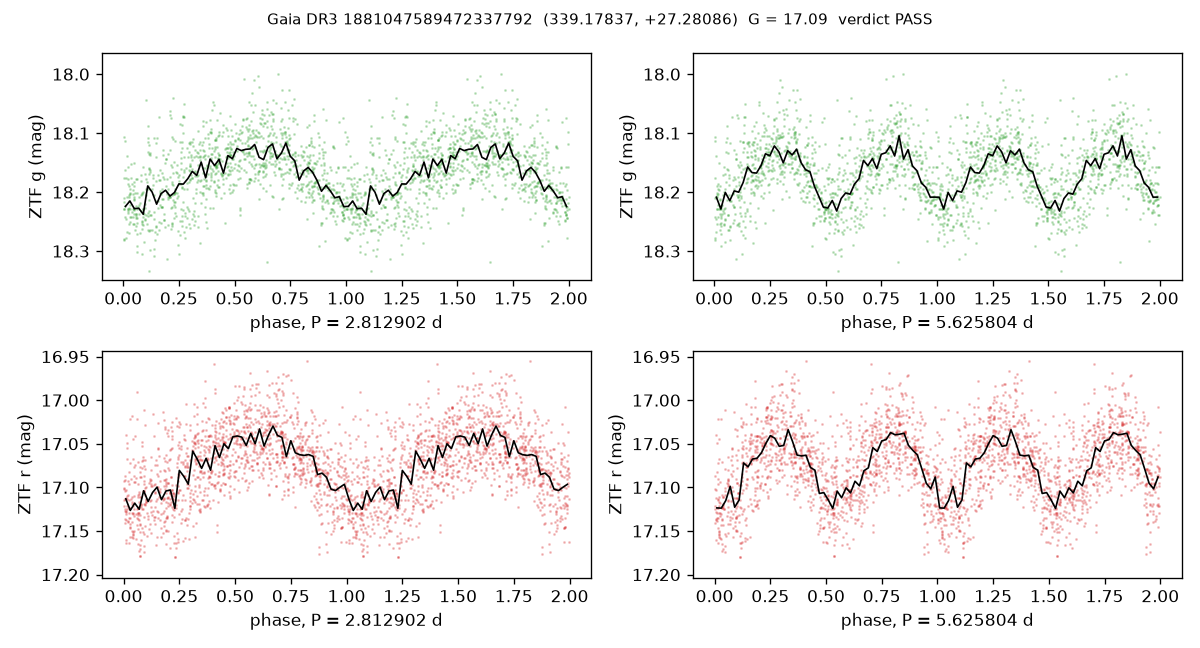 Gaia DR3 1881047589472337792 (339.17837, +27.28086) G = 17.09 verdict PASS
18.0
18.1
18.2
18.3
ZTF g (mag)
0.00 0.25 0.50 0.75 1.00 1.25 1.50 1.75 2.00
phase, P = 2.812902 d
18.0
18.1
18.2
18.3
ZTF g (mag)
0.00 0.25 0.50 0.75 1.00 1.25 1.50 1.75 2.00
phase, P = 5.625804 d
16.95
17.00
17.05
17.10
17.15
17.20
ZTF r (mag)
0.00 0.25 0.50 0.75 1.00 1.25 1.50 1.75 2.00
phase, P = 2.812902 d
16.95
17.00
17.05
17.10
17.15
17.20
ZTF r (mag)
0.00 0.25 0.50 0.75 1.00 1.25 1.50 1.75 2.00
phase, P = 5.625804 d